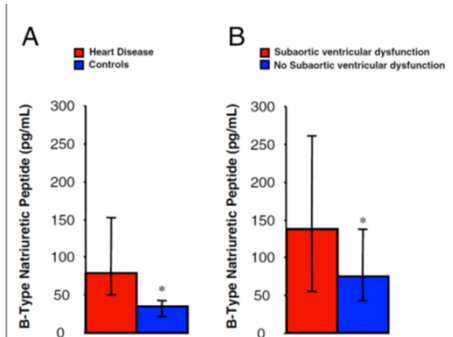 A
Heart Disease
Controls
B-Type Natriuretic Peptide (pg/mL)
300
250
200
150
100
50
0
*
B
Subaortic ventricular dysfunction
No Subaortic ventricular dysfunction
B-Type Natriuretic Peptide (pg/mL)
300
250
200
150
100
50
0
*